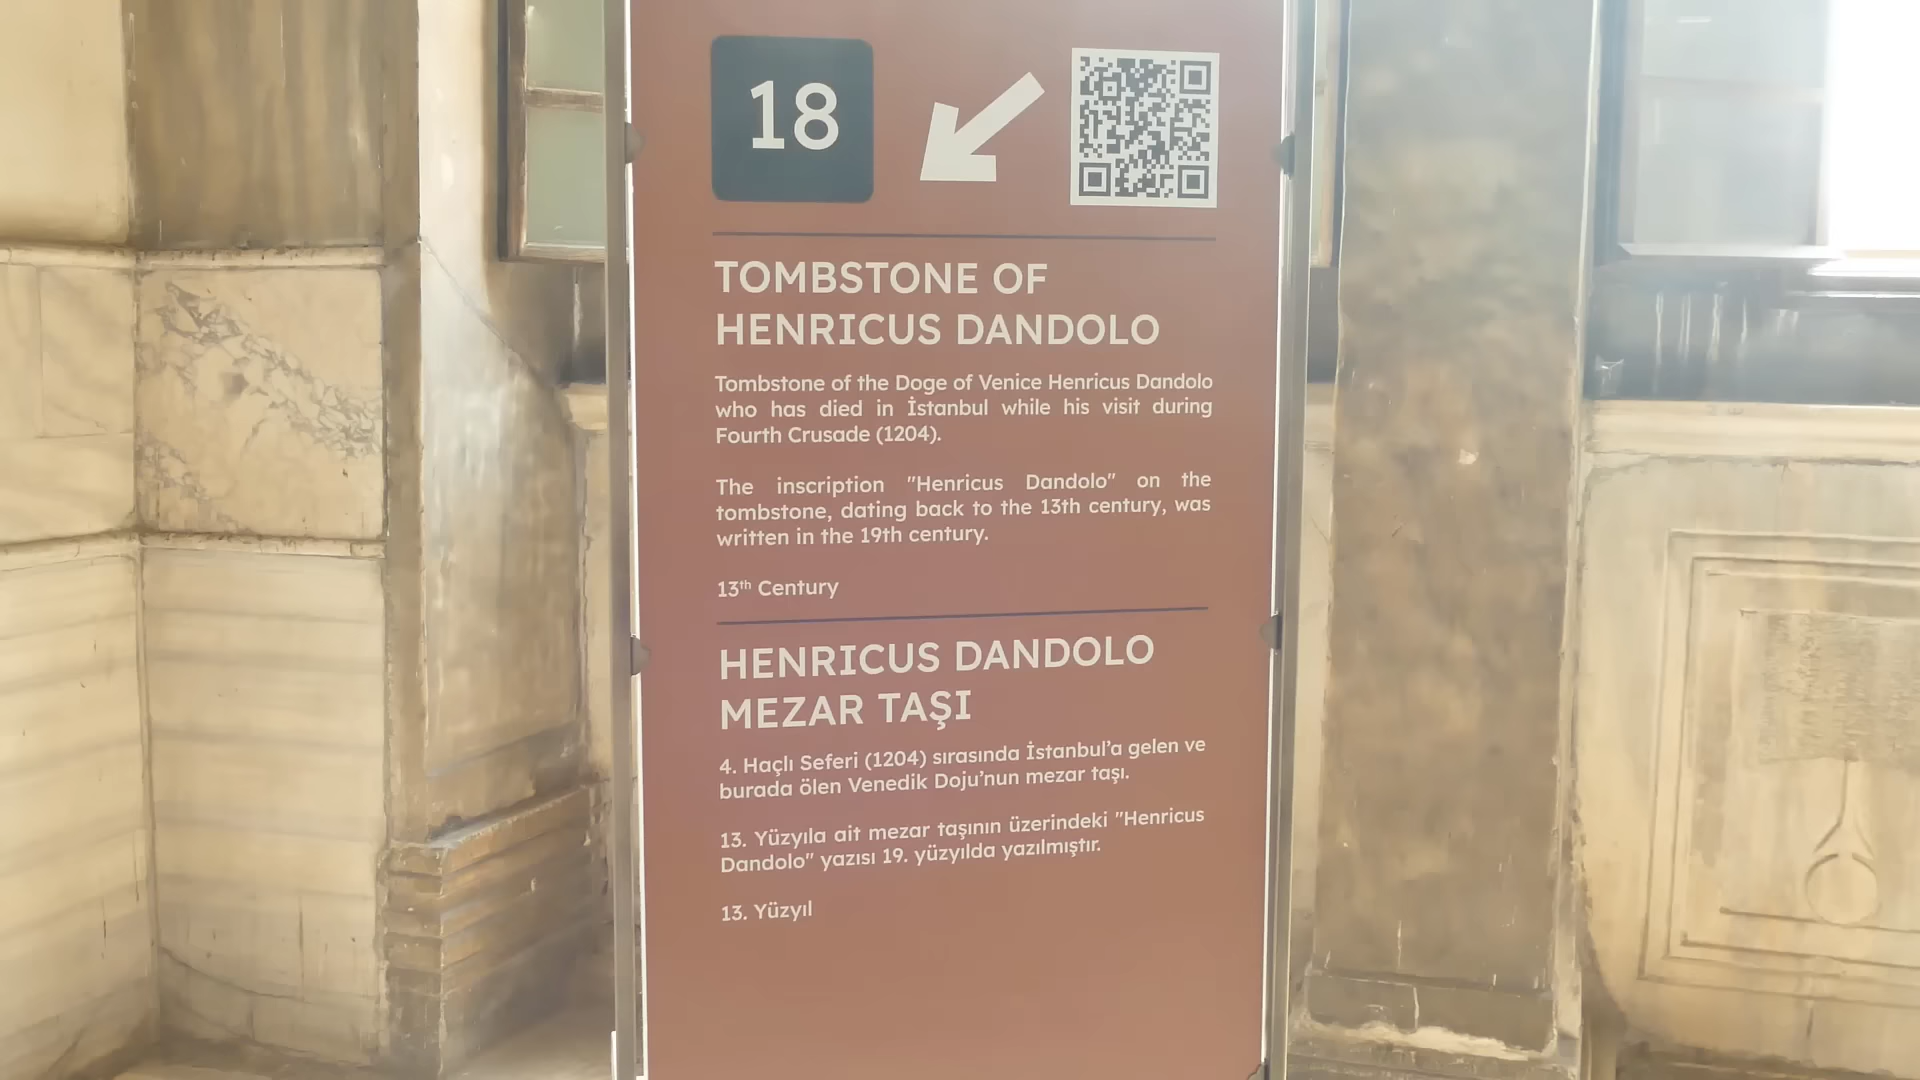 18
TOMBSTONE OF
HENRICUS DANDOLO
Tombstone of the Doge of Venice Henricus Dandolo
who has died in İstanbul while his visit during
Fourth Crusade (1204).
The inscription "Henricus Dandolo" on the
tombstone, dating back to the 13th century, was
written in the 19th century.
13th Century
HENRICUS DANDOLO
MEZAR TAŞI
4. Haçlı Seferi (1204) sırasında İstanbul'a gelen ve
burada ölen Venedik Doju'nun mezar taşı.
13. Yüzyıla ait mezar taşının üzerindeki "Henricus
Dandolo" yazısı 19. yüzyılda yazılmıştır.
13. Yüzyıl